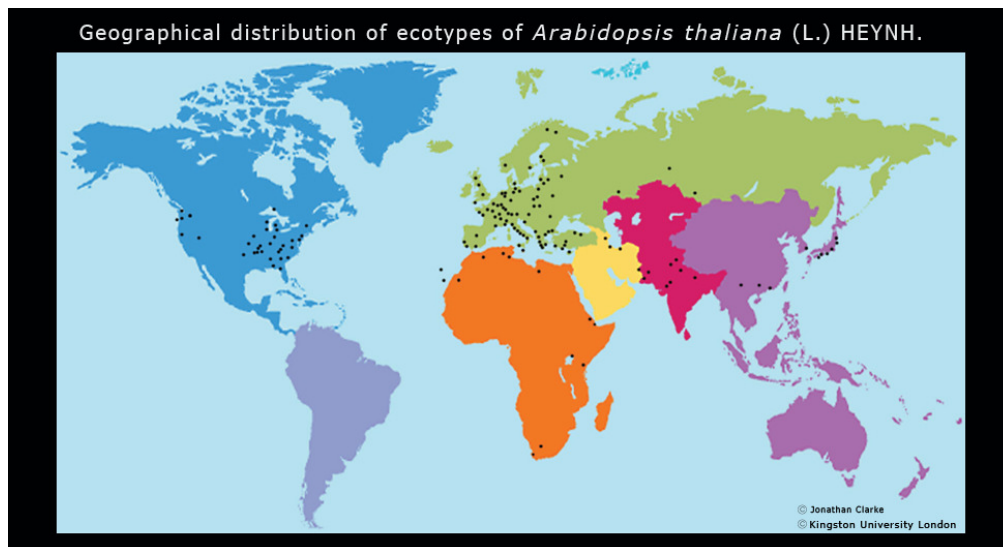 Geographical distribution of ecotypes of Arabidopsis thaliana (L.) HEYNH.
© Jonathan Clarke
© Kingston University London